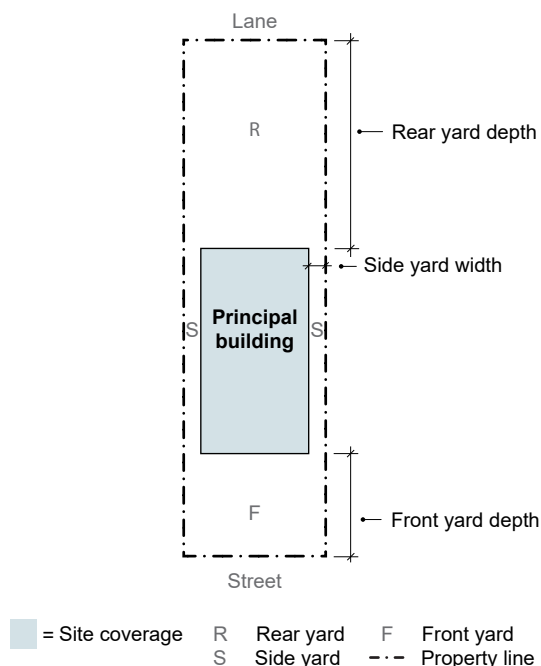 Lane
R
Rear yard depth
Side yard width
Principal
building
S
S
F
Front yard depth
Street
= Site coverage
R Rear yard
F Front yard
S Side yard
Property line